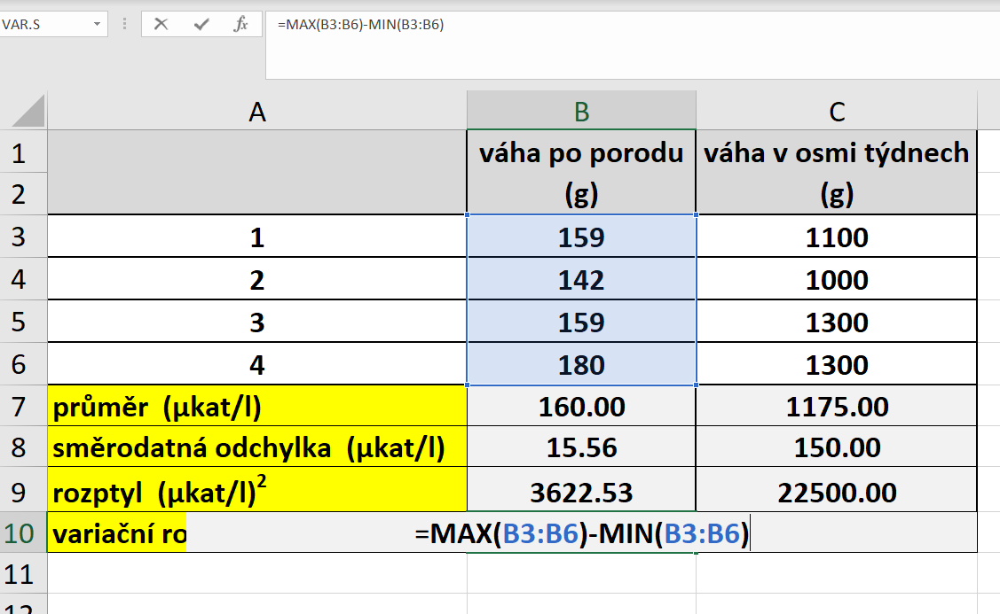 VAR.S fx =MAX(B3:B6)-MIN(B3:B6)
A B C
1 váha po porodu váha v osmi týdnech
2 (g) (g)
3 1 159 1100
4 2 142 1000
5 3 159 1300
6 4 180 1300
7 průměr (μkat/l) 160.00 1175.00
8 směrodatná odchylka (μkat/l) 15.56 150.00
9 rozptyl (μkat/l)² 3622.53 22500.00
10 variační ro =MAX(B3:B6)-MIN(B3:B6)
11
12